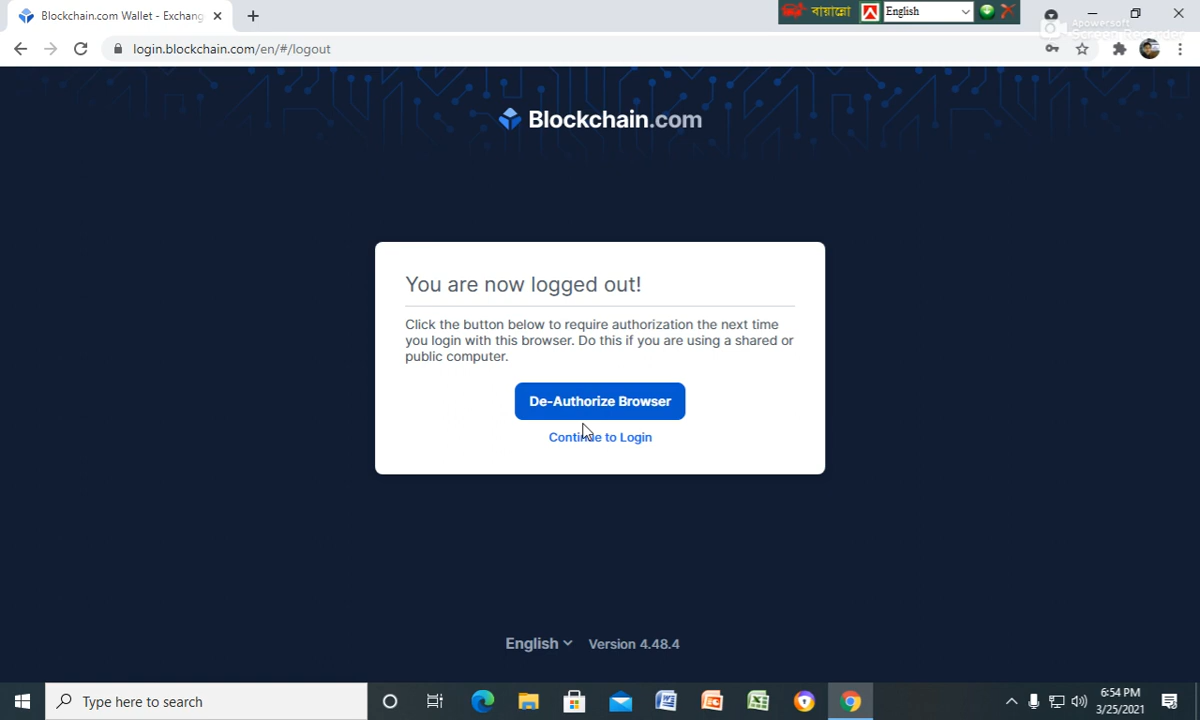 Blockchain.com Wallet - Exchang
বায়ান্নো
English
Apowersoft
Screen Recorder
login.blockchain.com/en/#/logout
Blockchain.com
You are now logged out!
Click the button below to require authorization the next time
you login with this browser. Do this if you are using a shared or
public computer.
De-Authorize Browser
Continue to Login
English
Version 4.48.4
Type here to search
6:54 PM
3/25/2021